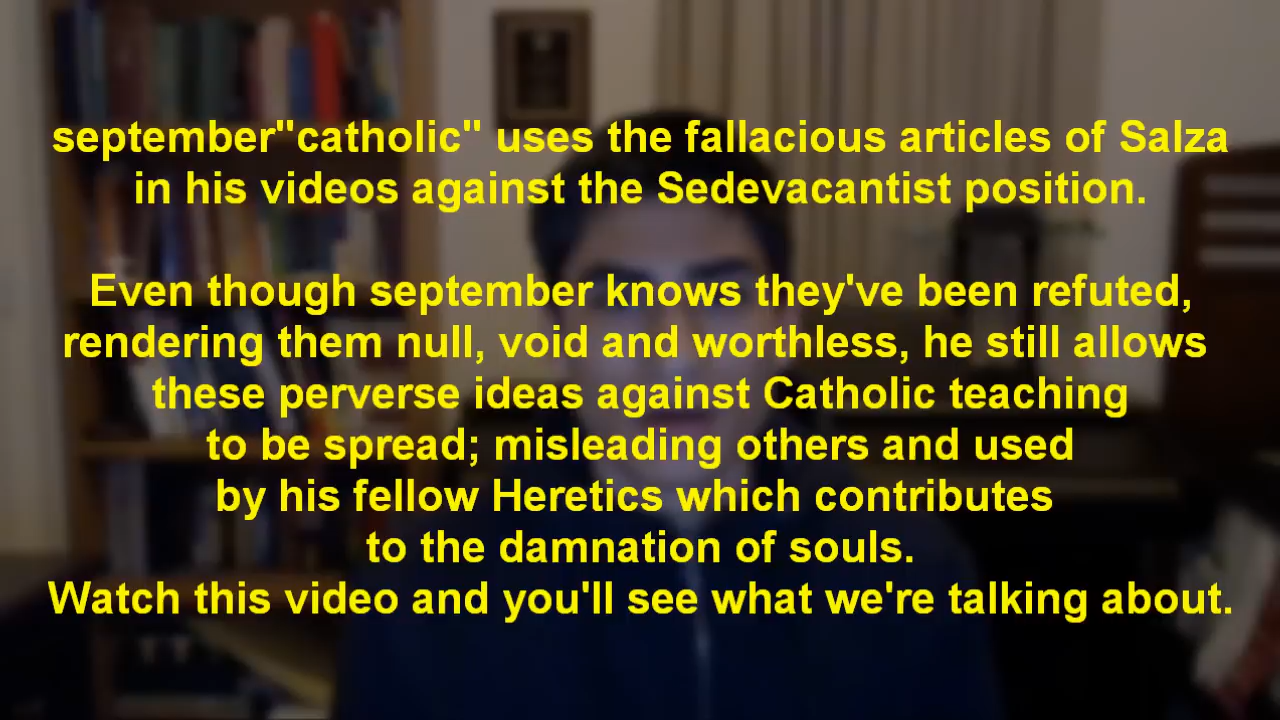 september"catholic" uses the fallacious articles of Salza
in his videos against the Sedevacantist position.
Even though september knows they've been refuted,
rendering them null, void and worthless, he still allows
these perverse ideas against Catholic teaching
to be spread; misleading others and used
by his fellow Heretics which contributes
to the damnation of souls.
Watch this video and you'll see what we're talking about.